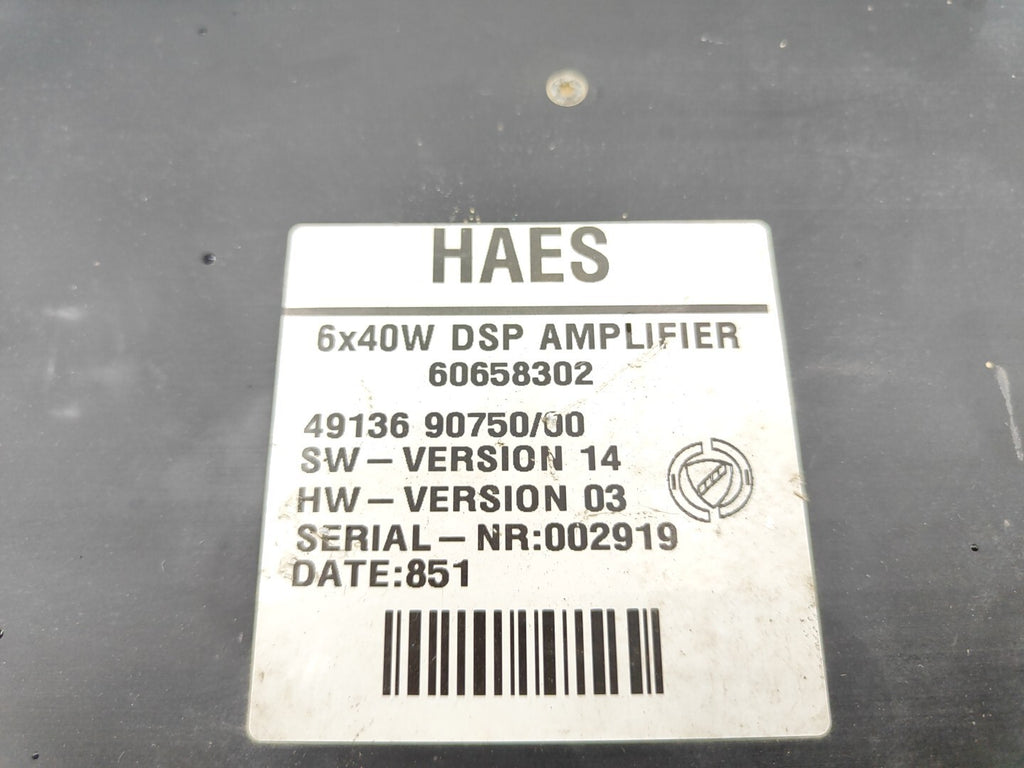 HAES
6x40W DSP AMPLIFIER
60658302
49136 90750/00
SW-VERSION 14
HW-VERSION 03
SERIAL-NR:002919
DATE:851